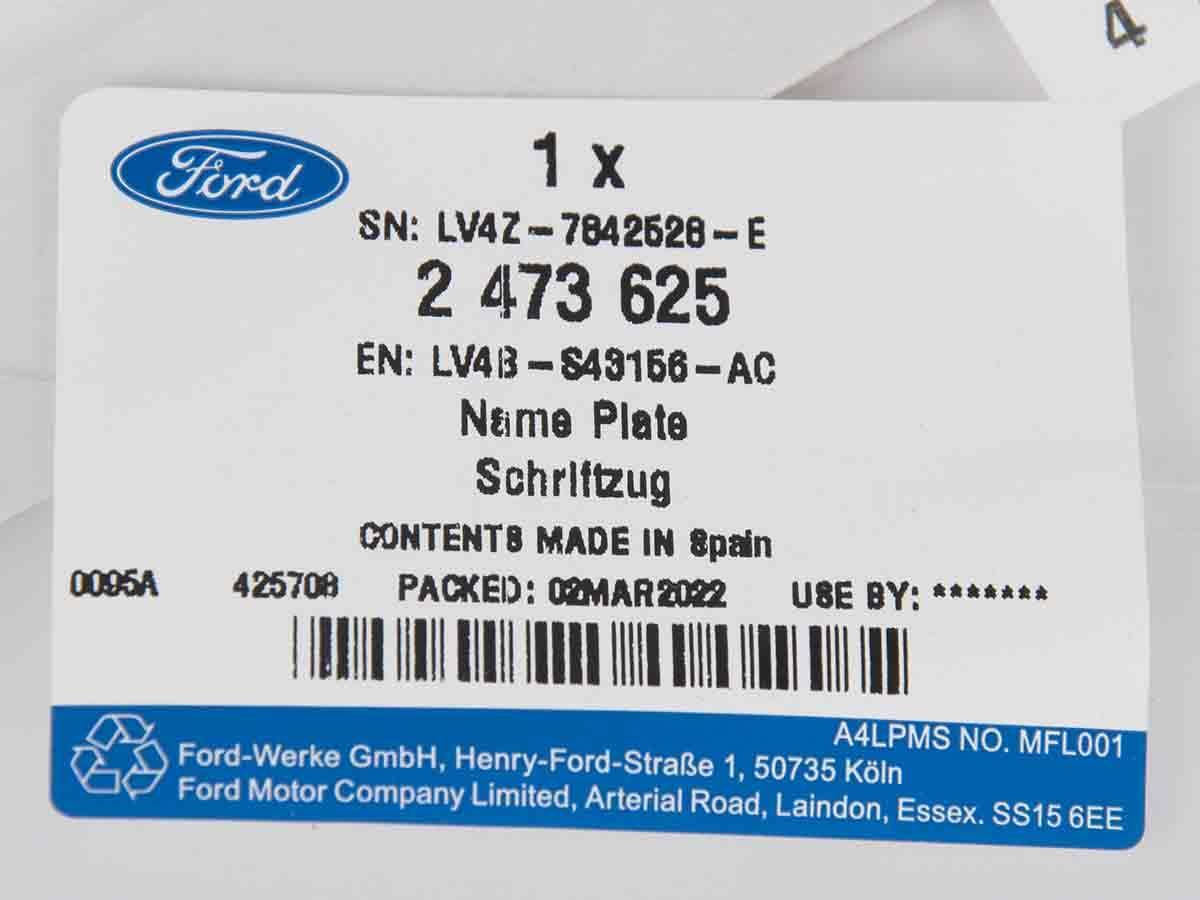 4
Ford
1 x
SN: LV4Z-7842528-E
2 473 625
EN: LV4B-S43156-AC
Name Plate
Schriftzug
CONTENTS MADE IN Spain
0095A 425708 PACKED: 02MAR2022 USE BY: *******
A4LPMS NO. MFL001
Ford-Werke GmbH, Henry-Ford-Straße 1, 50735 Köln
Ford Motor Company Limited, Arterial Road, Laindon, Essex. SS15 6EE